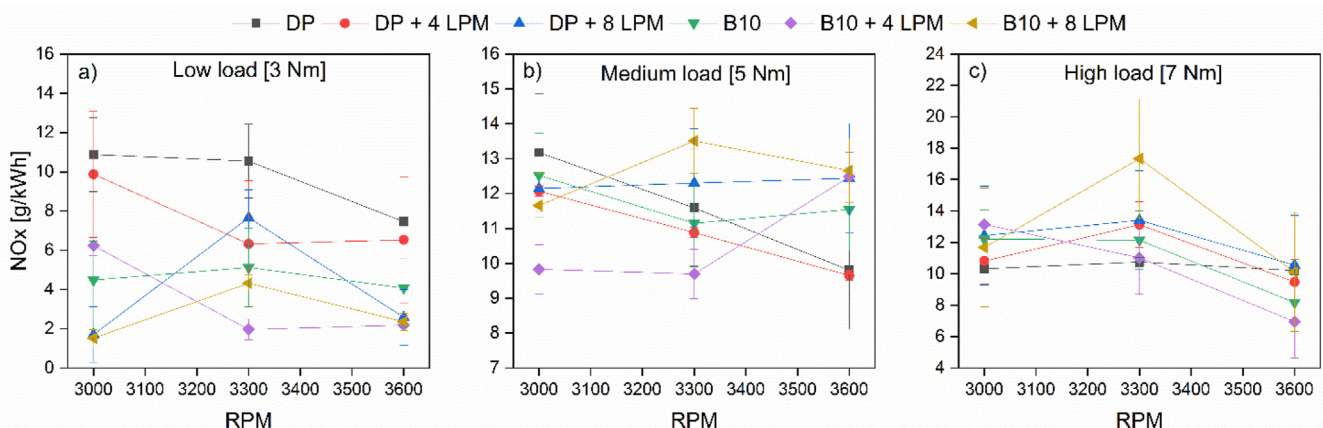 DP DP + 4 LPM DP + 8 LPM B10 B10 + 4 LPM B10 + 8 LPM
a) Low load [3 Nm]
b) Medium load [5 Nm]
c) High load [7 Nm]
NOx [g/kWh]
16
14
12
10
8
6
4
2
0
3000 3100 3200 3300 3400 3500 3600
RPM
16
15
14
13
12
11
10
9
8
7
3000 3100 3200 3300 3400 3500 3600
RPM
24
22
20
18
16
14
12
10
8
6
4
3000 3100 3200 3300 3400 3500 3600
RPM